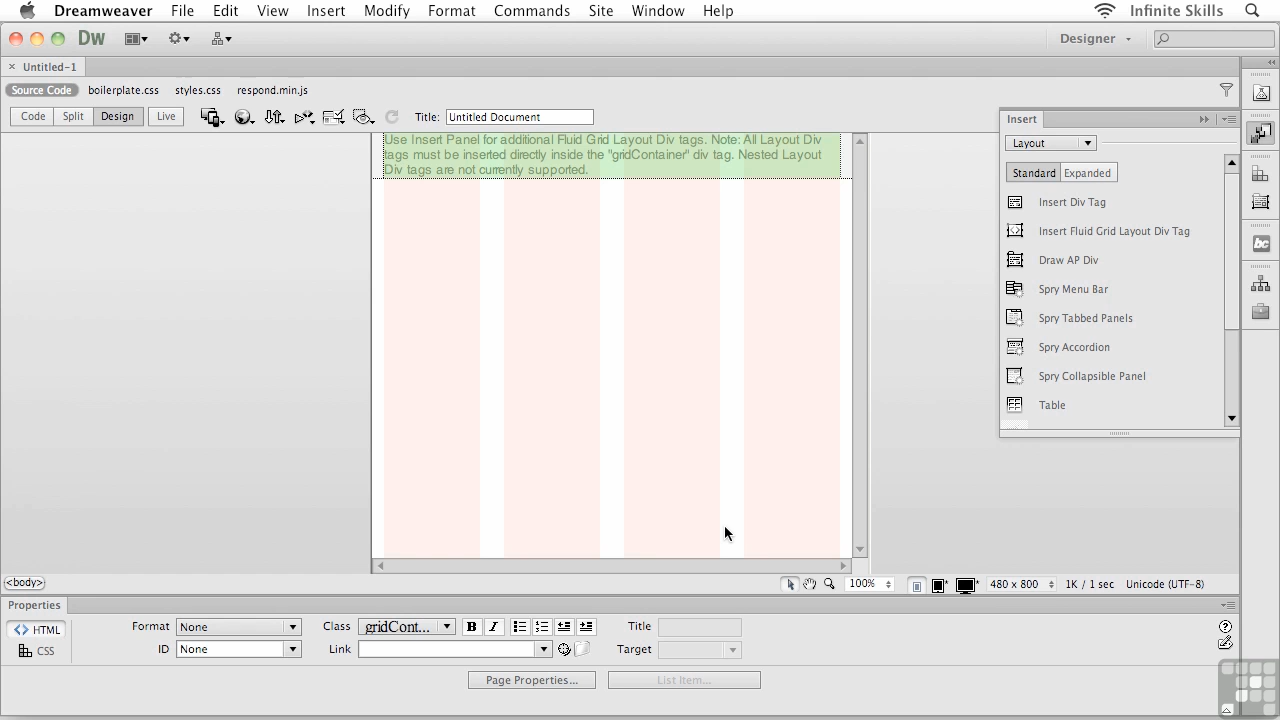 Dreamweaver File Edit View Insert Modify Format Commands Site Window Help Infinite Skills
Dw Designer
× Untitled-1
Source Code boilerplate.css styles.css respond.min.js
Code Split Design Live Title: Untitled Document
Use Insert Panel for additional Fluid Grid Layout Div tags. Note: All Layout Div
tags must be inserted directly inside the "gridContainer" div tag. Nested Layout
Div tags are not currently supported.
Insert
Layout
Standard Expanded
Insert Div Tag
Insert Fluid Grid Layout Div Tag
Draw AP Div
Spry Menu Bar
Spry Tabbed Panels
Spry Accordion
Spry Collapsible Panel
Table
bc
<body> 100% 480 x 800 1K / 1 sec Unicode (UTF-8)
Properties
<> HTML Format None Class gridCont... B I Title
CSS ID None Link Target
Page Properties... List Item...